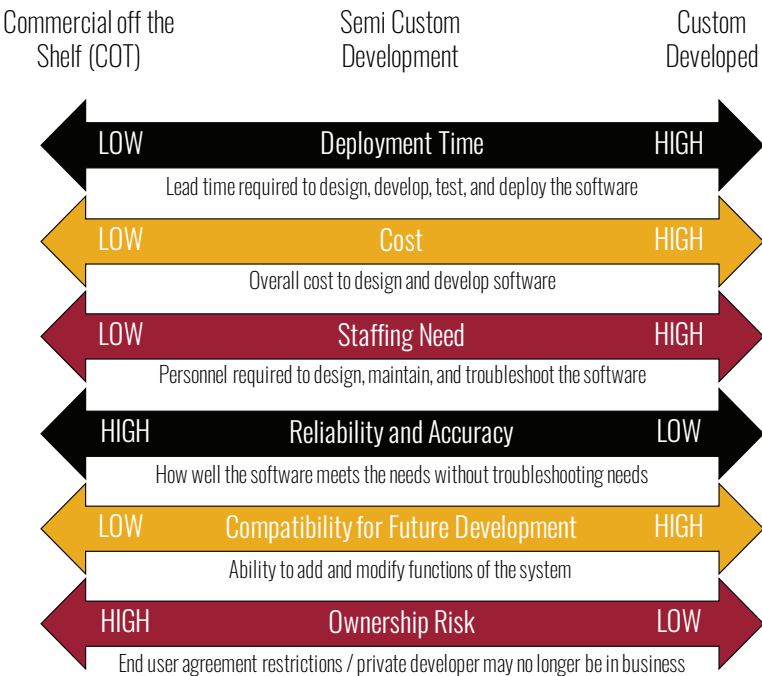 Commercial off the
Shelf (COT)
Semi Custom
Development
Custom
Developed
LOW Deployment Time HIGH
Lead time required to design, develop, test, and deploy the software
LOW Cost HIGH
Overall cost to design and develop software
LOW Staffing Need HIGH
Personnel required to design, maintain, and troubleshoot the software
HIGH Reliability and Accuracy LOW
How well the software meets the needs without troubleshooting needs
LOW Compatibility for Future Development HIGH
Ability to add and modify functions of the system
HIGH Ownership Risk LOW
End user agreement restrictions / private developer may no longer be in business